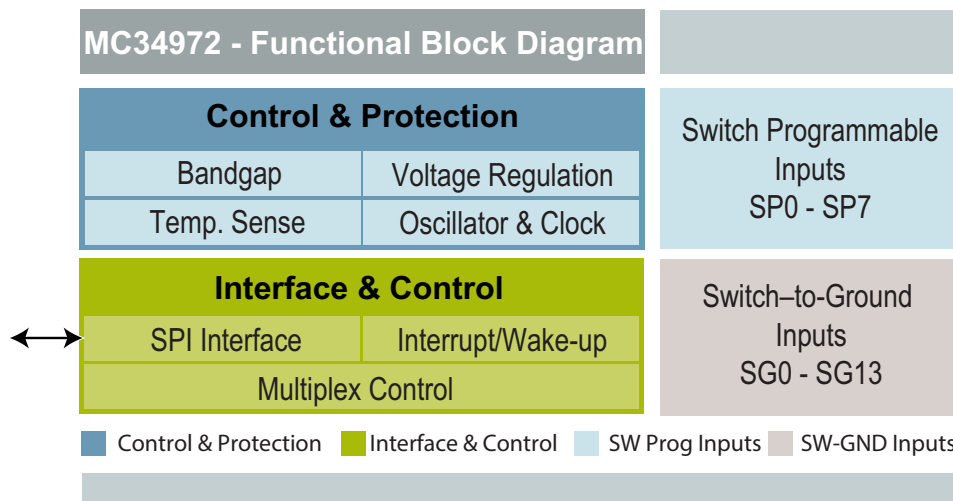 MC34972 - Functional Block Diagram
Control & Protection
Bandgap
Voltage Regulation
Temp. Sense
Oscillator & Clock
Switch Programmable
Inputs
SP0 - SP7
Interface & Control
SPI Interface
Interrupt/Wake-up
Multiplex Control
Switch–to-Ground
Inputs
SG0 - SG13
Control & Protection
Interface & Control
SW Prog Inputs
SW-GND Inputs